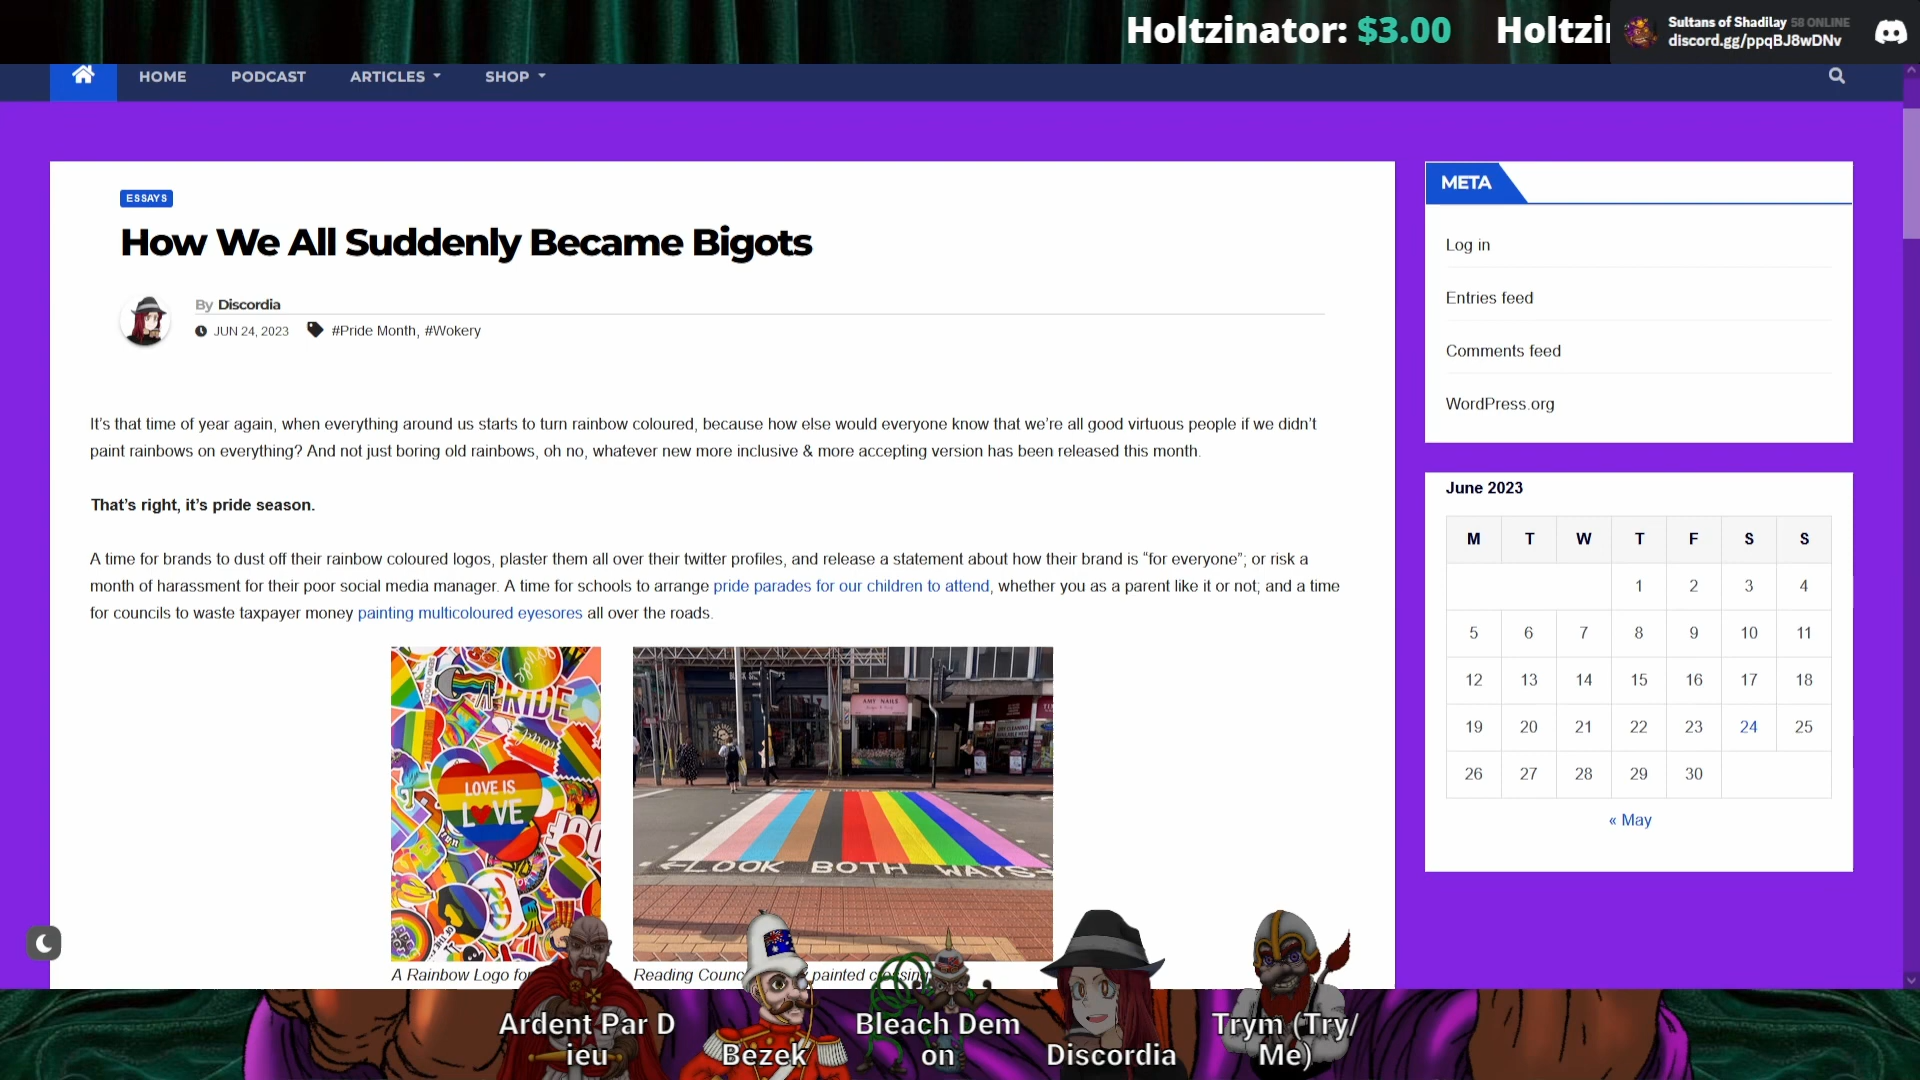 Holtzinator: $3.00 Holtzi
Sultans of Shadilay 58 ONLINE
discord.gg/ppqBJ8wDNv
HOME PODCAST ARTICLES SHOP
ESSAYS
How We All Suddenly Became Bigots
By Discordia
JUN 24, 2023 #Pride Month, #Wokery
It’s that time of year again, when everything around us starts to turn rainbow coloured, because how else would everyone know that we’re all good virtuous people if we didn’t
paint rainbows on everything? And not just boring old rainbows, oh no, whatever new more inclusive & more accepting version has been released this month.
That’s right, it’s pride season.
A time for brands to dust off their rainbow coloured logos, plaster them all over their twitter profiles, and release a statement about how their brand is “for everyone”; or risk a
month of harassment for their poor social media manager. A time for schools to arrange pride parades for our children to attend, whether you as a parent like it or not; and a time
for councils to waste taxpayer money painting multicoloured eyesores all over the roads.
PRIDE
LOVE IS
LOVE
AMY NAILS
LOOK BOTH WAYS
A Rainbow Logo for
Reading Counc painted crossing
META
Log in
Entries feed
Comments feed
WordPress.org
June 2023
M T W T F S S
1 2 3 4
5 6 7 8 9 10 11
12 13 14 15 16 17 18
19 20 21 22 23 24 25
26 27 28 29 30
« May
Ardent Par D
ieu
Bezek
Bleach Dem
on
Discordia
Trym (Try/
Me)